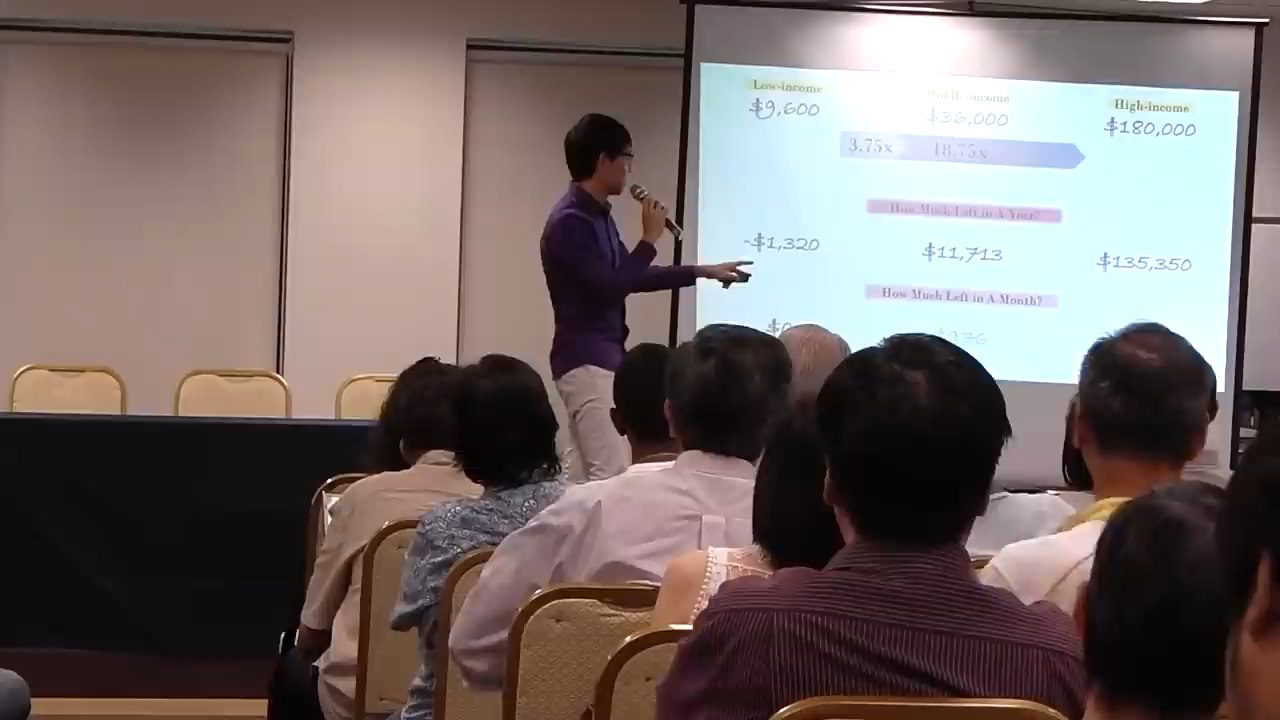 Low-income Middle-income High-income
$9,600 $36,000 $180,000
3.75x 18.75x
How Much Left in A Year?
-$1,320 $11,713 $135,350
How Much Left in A Month?
$976